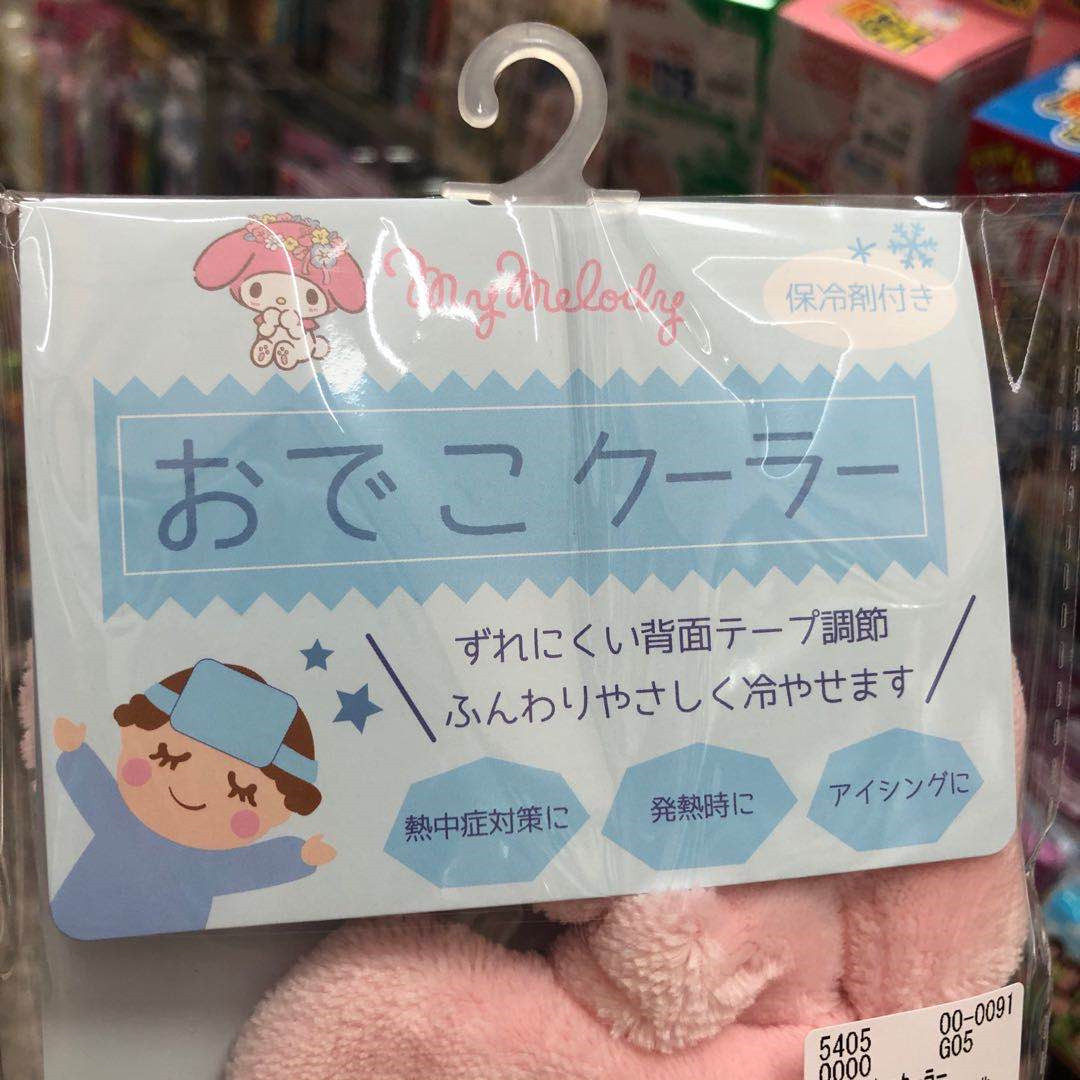 My Melody
保冷剤付き
おでこクーラー
ずれにくい背面テープ調節
ふんわりやさしく冷やせます
熱中症対策に
発熱時に
アイシングに
5405 00-0091
0000 G05